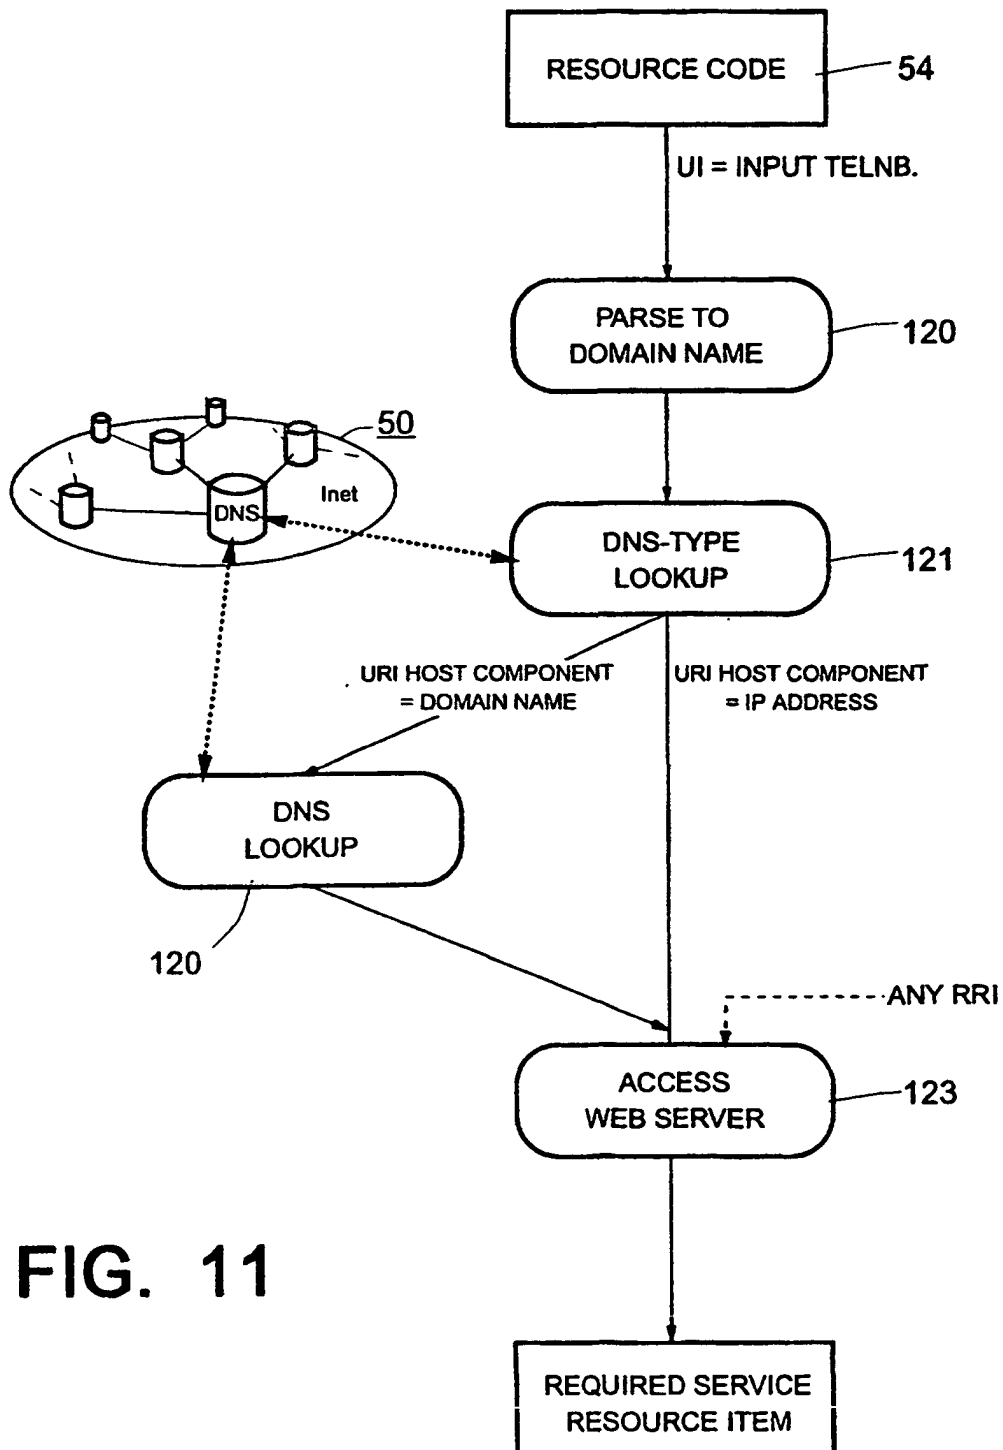 RESOURCE CODE
54
UI = INPUT TELNB.
PARSE TO
DOMAIN NAME
120
50
Inet
DNS
DNS-TYPE
LOOKUP
121
URI HOST COMPONENT
= DOMAIN NAME
URI HOST COMPONENT
= IP ADDRESS
DNS
LOOKUP
120
ANY RRI
ACCESS
WEB SERVER
123
FIG. 11
REQUIRED SERVICE
RESOURCE ITEM